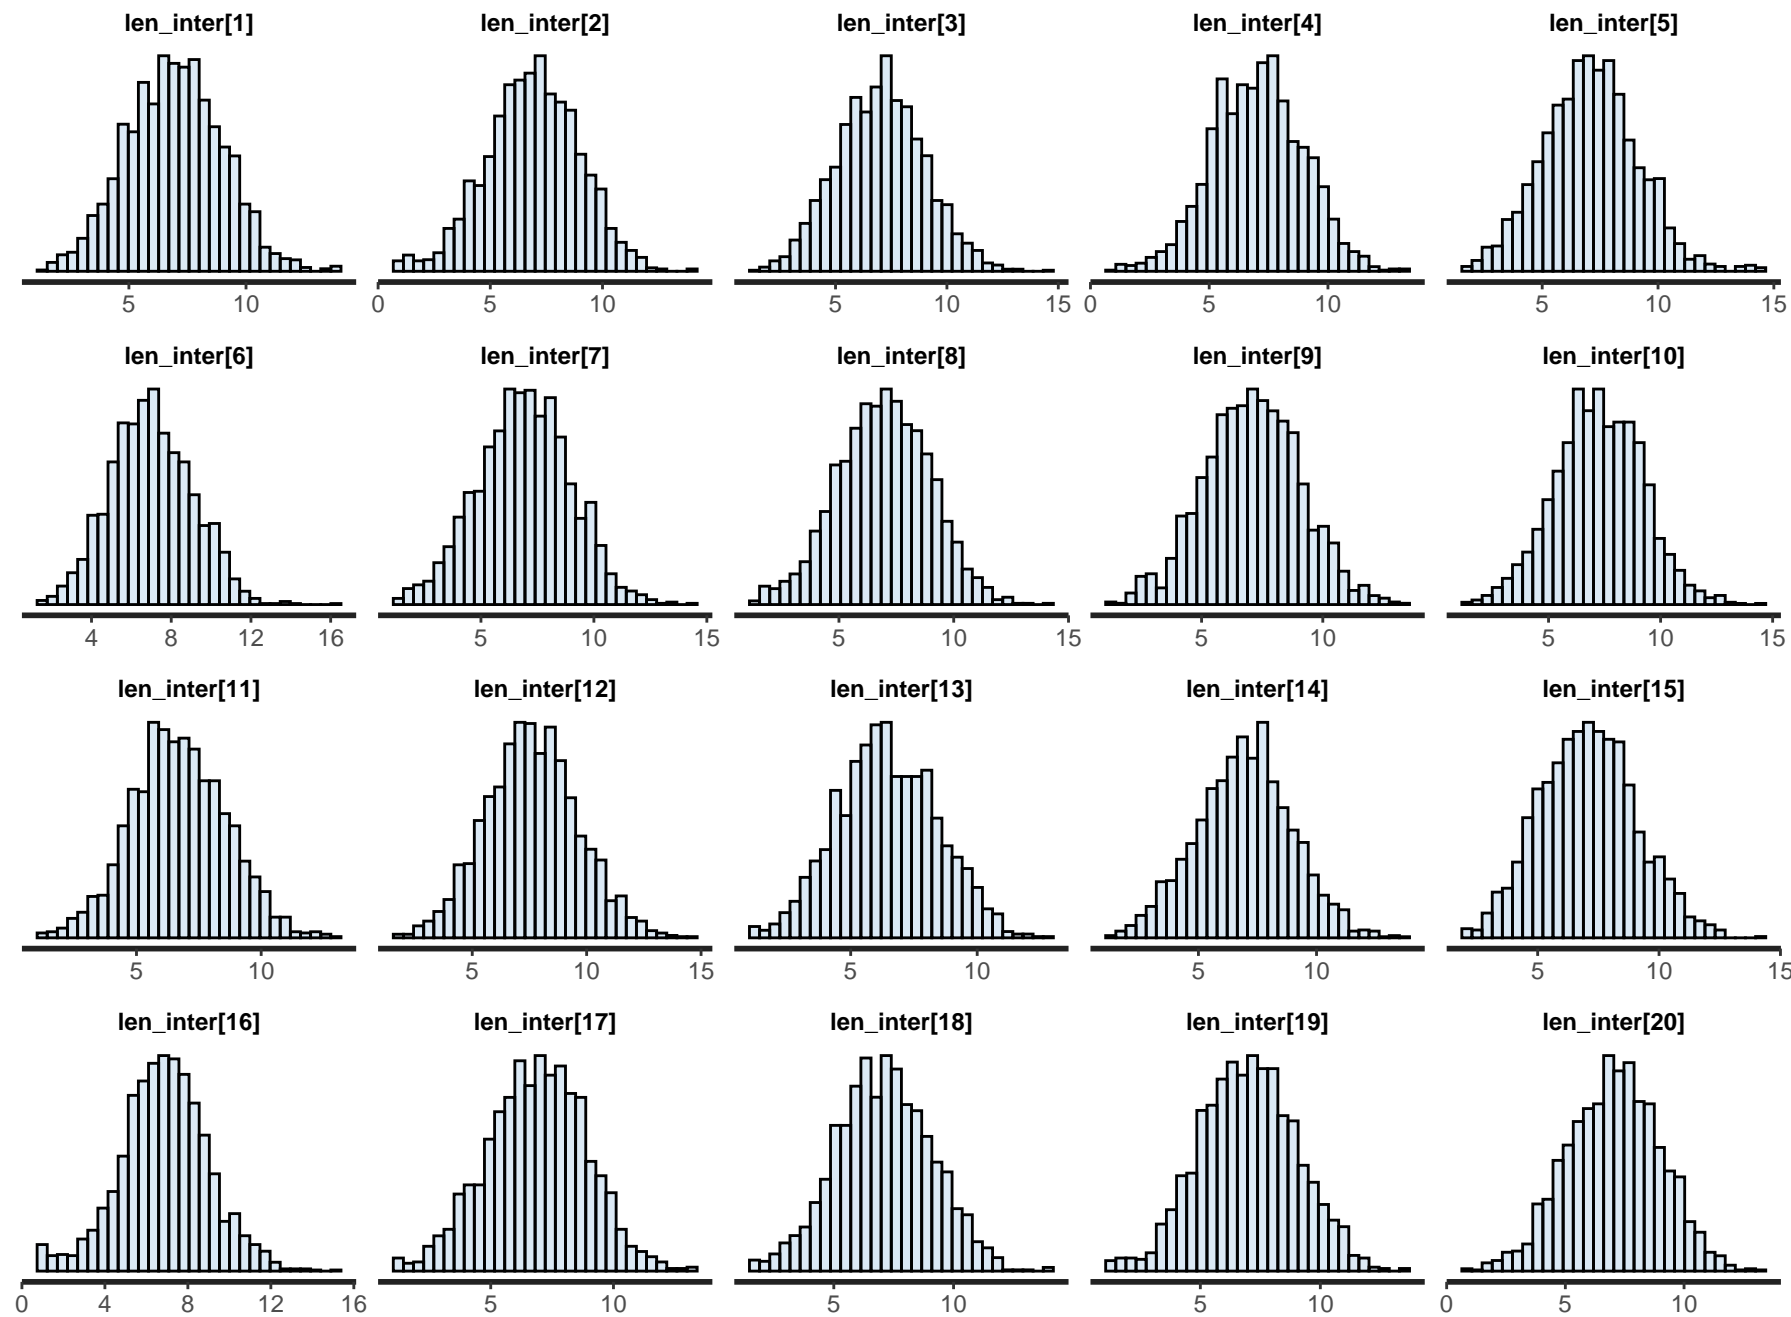 len_inter[1] len_inter[2] len_inter[3] len_inter[4] len_inter[5]
5 10 0 5 10 5 10 15 0 5 10 5 10 15
len_inter[6] len_inter[7] len_inter[8] len_inter[9] len_inter[10]
4 8 12 16 5 10 15 5 10 15 5 10 5 10 15
len_inter[11] len_inter[12] len_inter[13] len_inter[14] len_inter[15]
5 10 5 10 15 5 10 5 10 5 10 15
len_inter[16] len_inter[17] len_inter[18] len_inter[19] len_inter[20]
0 4 8 12 16 5 10 5 10 5 10 0 5 10